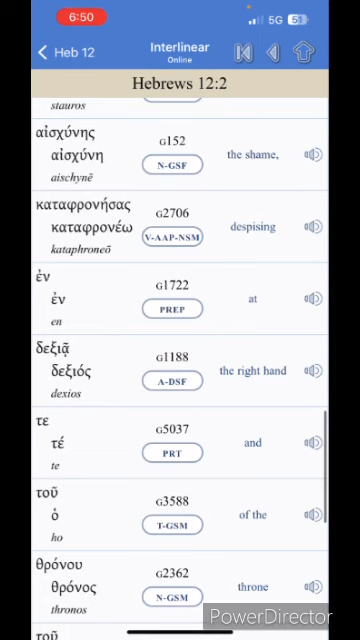 6:50 5G 5
Heb 12 Interlinear
Online
Hebrews 12:2
stauros
αἰσχύνης G152 the shame,
αἰσχύνη N-GSF
aischynē
καταφρονήσας G2706 despising
καταφρονέω V-AAP-NSM
kataphroneō
ἐν G1722 at
ἐν PREP
en
δεξιᾷ G1188 the right hand
δεξιός A-DSF
dexios
τε G5037 and
τέ PRT
te
τοῦ G3588 of the
ὁ T-GSM
ho
θρόνου G2362 throne
θρόνος N-GSM
thronos
τοῦ
PowerDirector